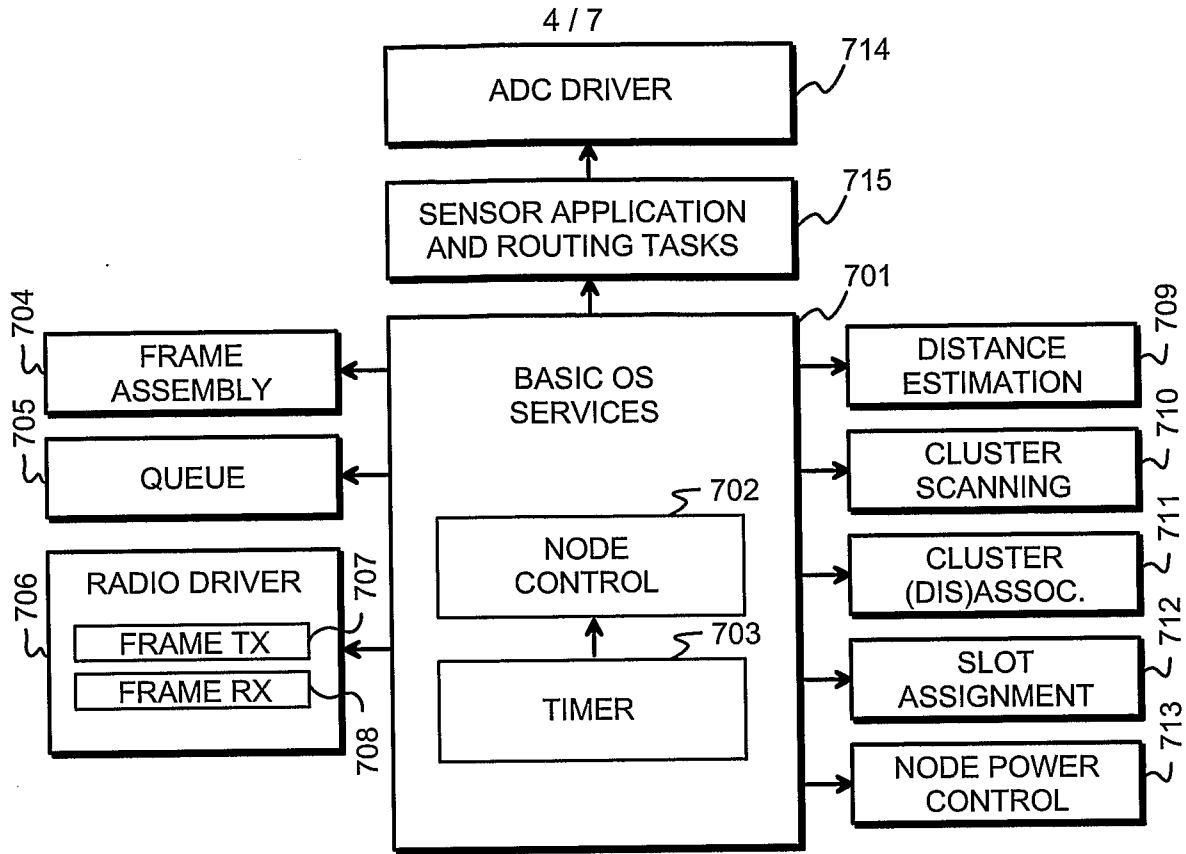 4 / 7
ADC DRIVER
714
SENSOR APPLICATION
AND ROUTING TASKS
715
701
704
FRAME
ASSEMBLY
705
QUEUE
706
RADIO DRIVER
707
FRAME TX
FRAME RX
708
BASIC OS
SERVICES
702
NODE
CONTROL
703
TIMER
709
DISTANCE
ESTIMATION
710
CLUSTER
SCANNING
711
CLUSTER
(DIS)ASSOC.
712
SLOT
ASSIGNMENT
713
NODE POWER
CONTROL